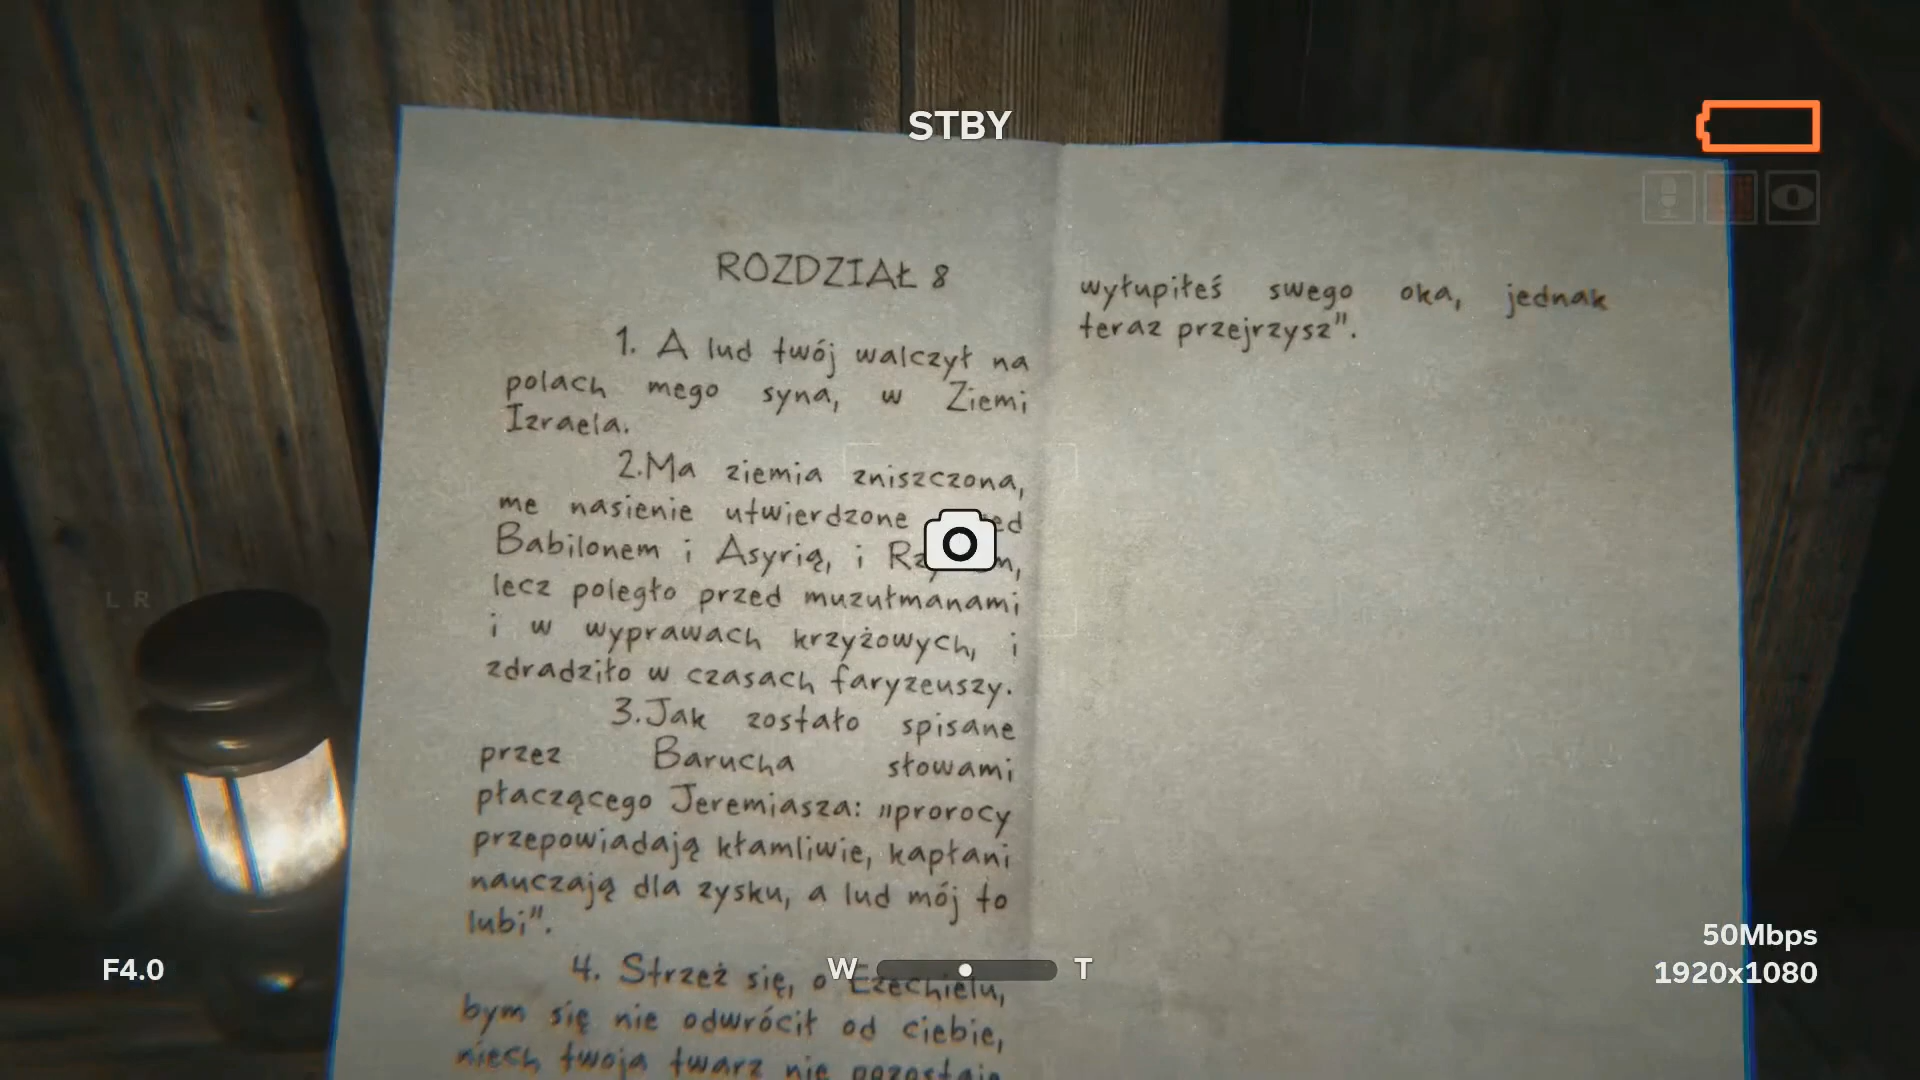 STBY
ROZDZIAŁ 8
1. A lud twój walczył na
polach mego syna, w Ziemi
Izraela.
2.Ma ziemia zniszczona,
me nasienie utwierdzone
Babilonem i Asyrią, i
lecz poległo przed muzułmanami
i w wyprawach krzyżowych, i
zdradziło w czasach faryzeuszy.
3.Jak zostało spisane
przez Barucha słowami
płaczącego Jeremiasza: „prorocy
przepowiadają kłamliwie, kapłani
nauczają dla zysku, a lud mój to
lubi”.
4. Strzeż się, o Ezechielu,
bym się nie odwrócił od ciebie,
niech twoja twarz nie pozostaje
wyłupiłeś swego oka, jednak
teraz przejrzysz”.
L R
F4.0
W T
50Mbps
1920x1080